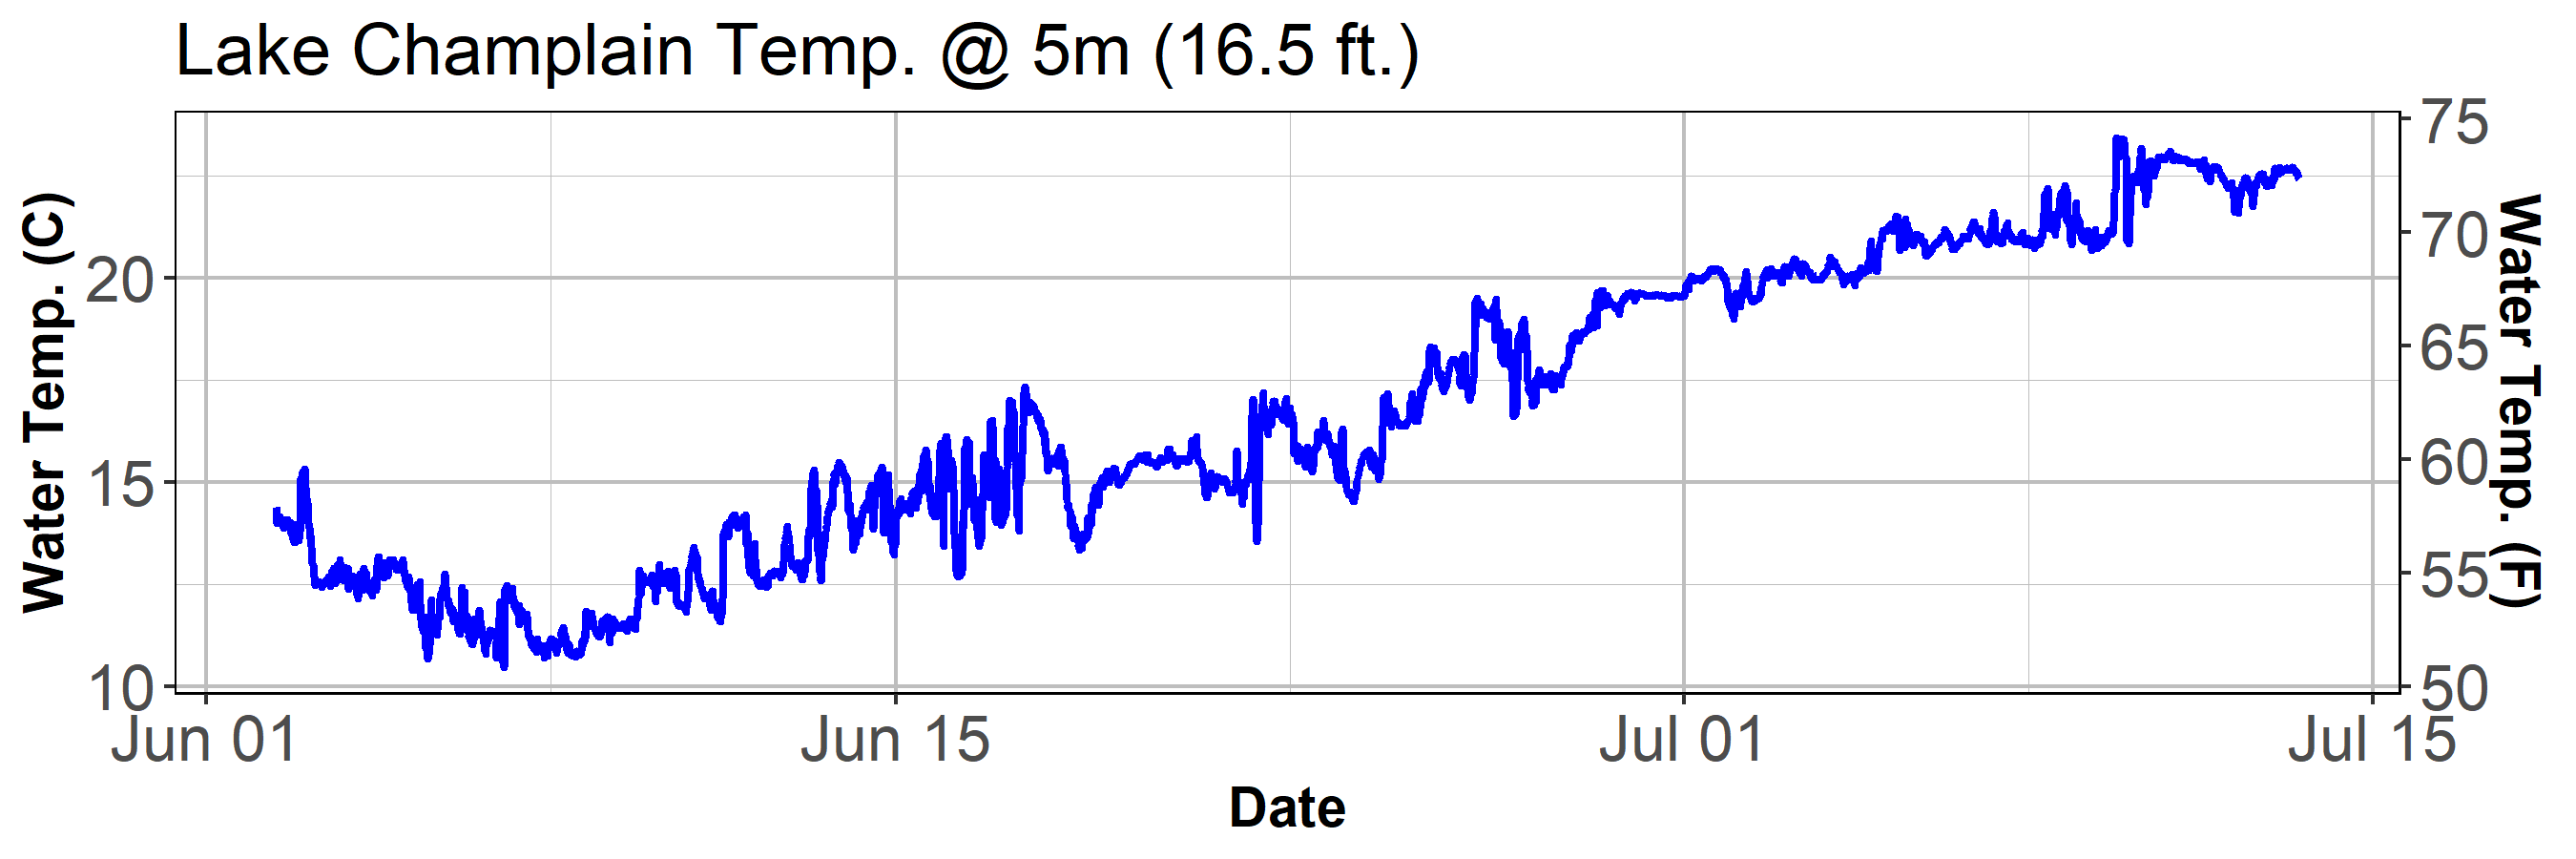 Lake Champlain Temp. @ 5m (16.5 ft.)
Water Temp. (C)
20
15
10
75
70
65
60
55
50
Water Temp. (F)
Jun 01
Jun 15
Jul 01
Jul 15
Date